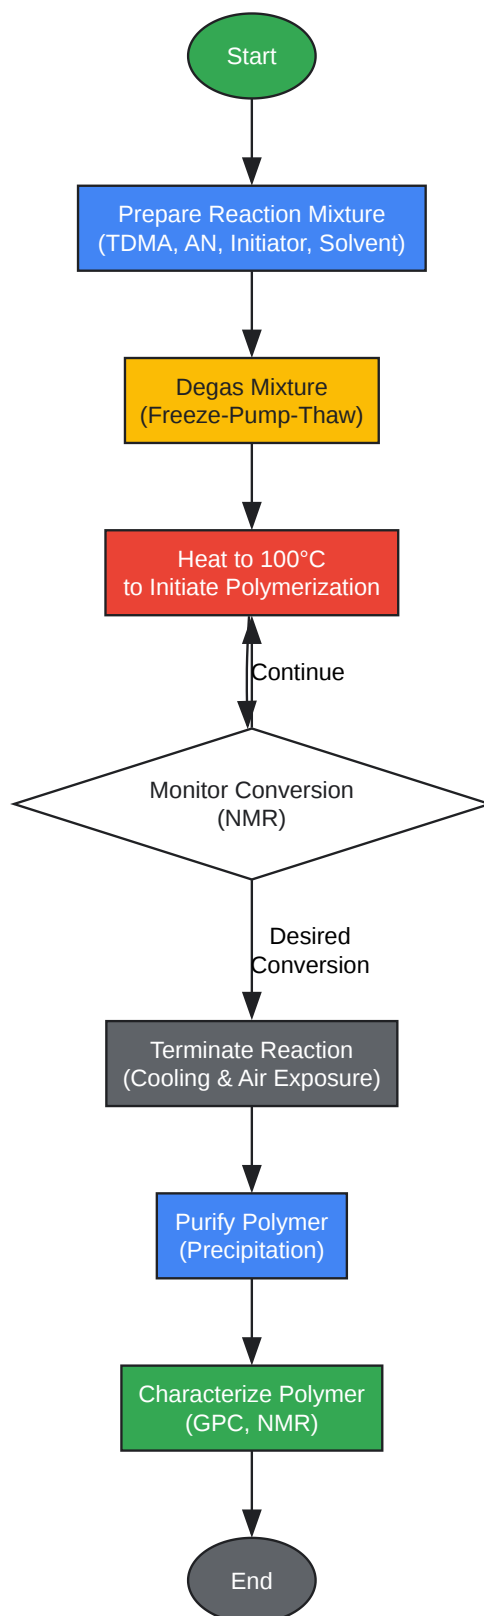 Start
Prepare Reaction Mixture
(TDMA, AN, Initiator, Solvent)
Degas Mixture
(Freeze-Pump-Thaw)
Heat to 100°C
to Initiate Polymerization
Continue
Monitor Conversion
(NMR)
Desired
Conversion
Terminate Reaction
(Cooling & Air Exposure)
Purify Polymer
(Precipitation)
Characterize Polymer
(GPC, NMR)
End